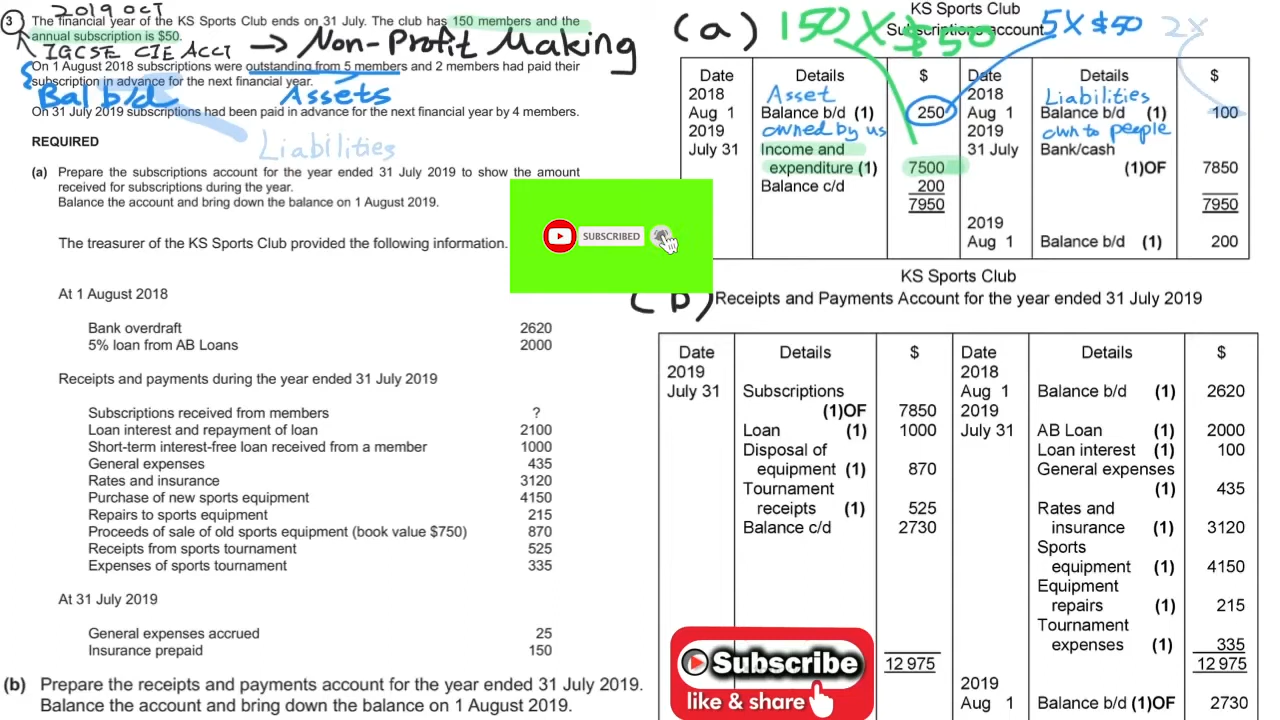 2019 OCT
3 The financial year of the KS Sports Club ends on 31 July. The club has 150 members and the
annual subscription is $50.
IGCSE CIE ACCT → Non-Profit Making
On 1 August 2018 subscriptions were outstanding from 5 members and 2 members had paid their
subscription in advance for the next financial year.
Bal b/d Assets
On 31 July 2019 subscriptions had been paid in advance for the next financial year by 4 members.
Liabilities
REQUIRED
(a) Prepare the subscriptions account for the year ended 31 July 2019 to show the amount
received for subscriptions during the year.
Balance the account and bring down the balance on 1 August 2019.
The treasurer of the KS Sports Club provided the following information.
At 1 August 2018
Bank overdraft 2620
5% loan from AB Loans 2000
Receipts and payments during the year ended 31 July 2019
Subscriptions received from members ?
Loan interest and repayment of loan 2100
Short-term interest-free loan received from a member 1000
General expenses 435
Rates and insurance 3120
Purchase of new sports equipment 4150
Repairs to sports equipment 215
Proceeds of sale of old sports equipment (book value $750) 870
Receipts from sports tournament 525
Expenses of sports tournament 335
At 31 July 2019
General expenses accrued 25
Insurance prepaid 150
(b) Prepare the receipts and payments account for the year ended 31 July 2019.
Balance the account and bring down the balance on 1 August 2019.
SUBSCRIBED
KS Sports Club
(a) 150 X $50 Subscriptions account 5X $50 2X
Date Details $ Date Details $
2018 Asset 2018 Liabilities
Aug 1 Balance b/d (1) 250 Aug 1 Balance b/d (1) 100
2019 owned by us 2019 own to people
July 31 Income and 31 July Bank/cash
expenditure (1) 7500 (1)OF 7850
Balance c/d 200
7950 7950
2019
Aug 1 Balance b/d (1) 200
KS Sports Club
(b) Receipts and Payments Account for the year ended 31 July 2019
Date Details $ Date Details $
2019 2018
July 31 Subscriptions Aug 1 Balance b/d (1) 2620
(1)OF 7850 2019
Loan (1) 1000 July 31 AB Loan (1) 2000
Disposal of Loan interest (1) 100
equipment (1) 870 General expenses
Tournament (1) 435
receipts (1) 525 Rates and
Balance c/d 2730 insurance (1) 3120
Sports
equipment (1) 4150
Equipment
repairs (1) 215
Tournament
expenses (1) 335
12 975 12 975
2019
Aug 1 Balance b/d (1)OF 2730
Subscribe
like & share